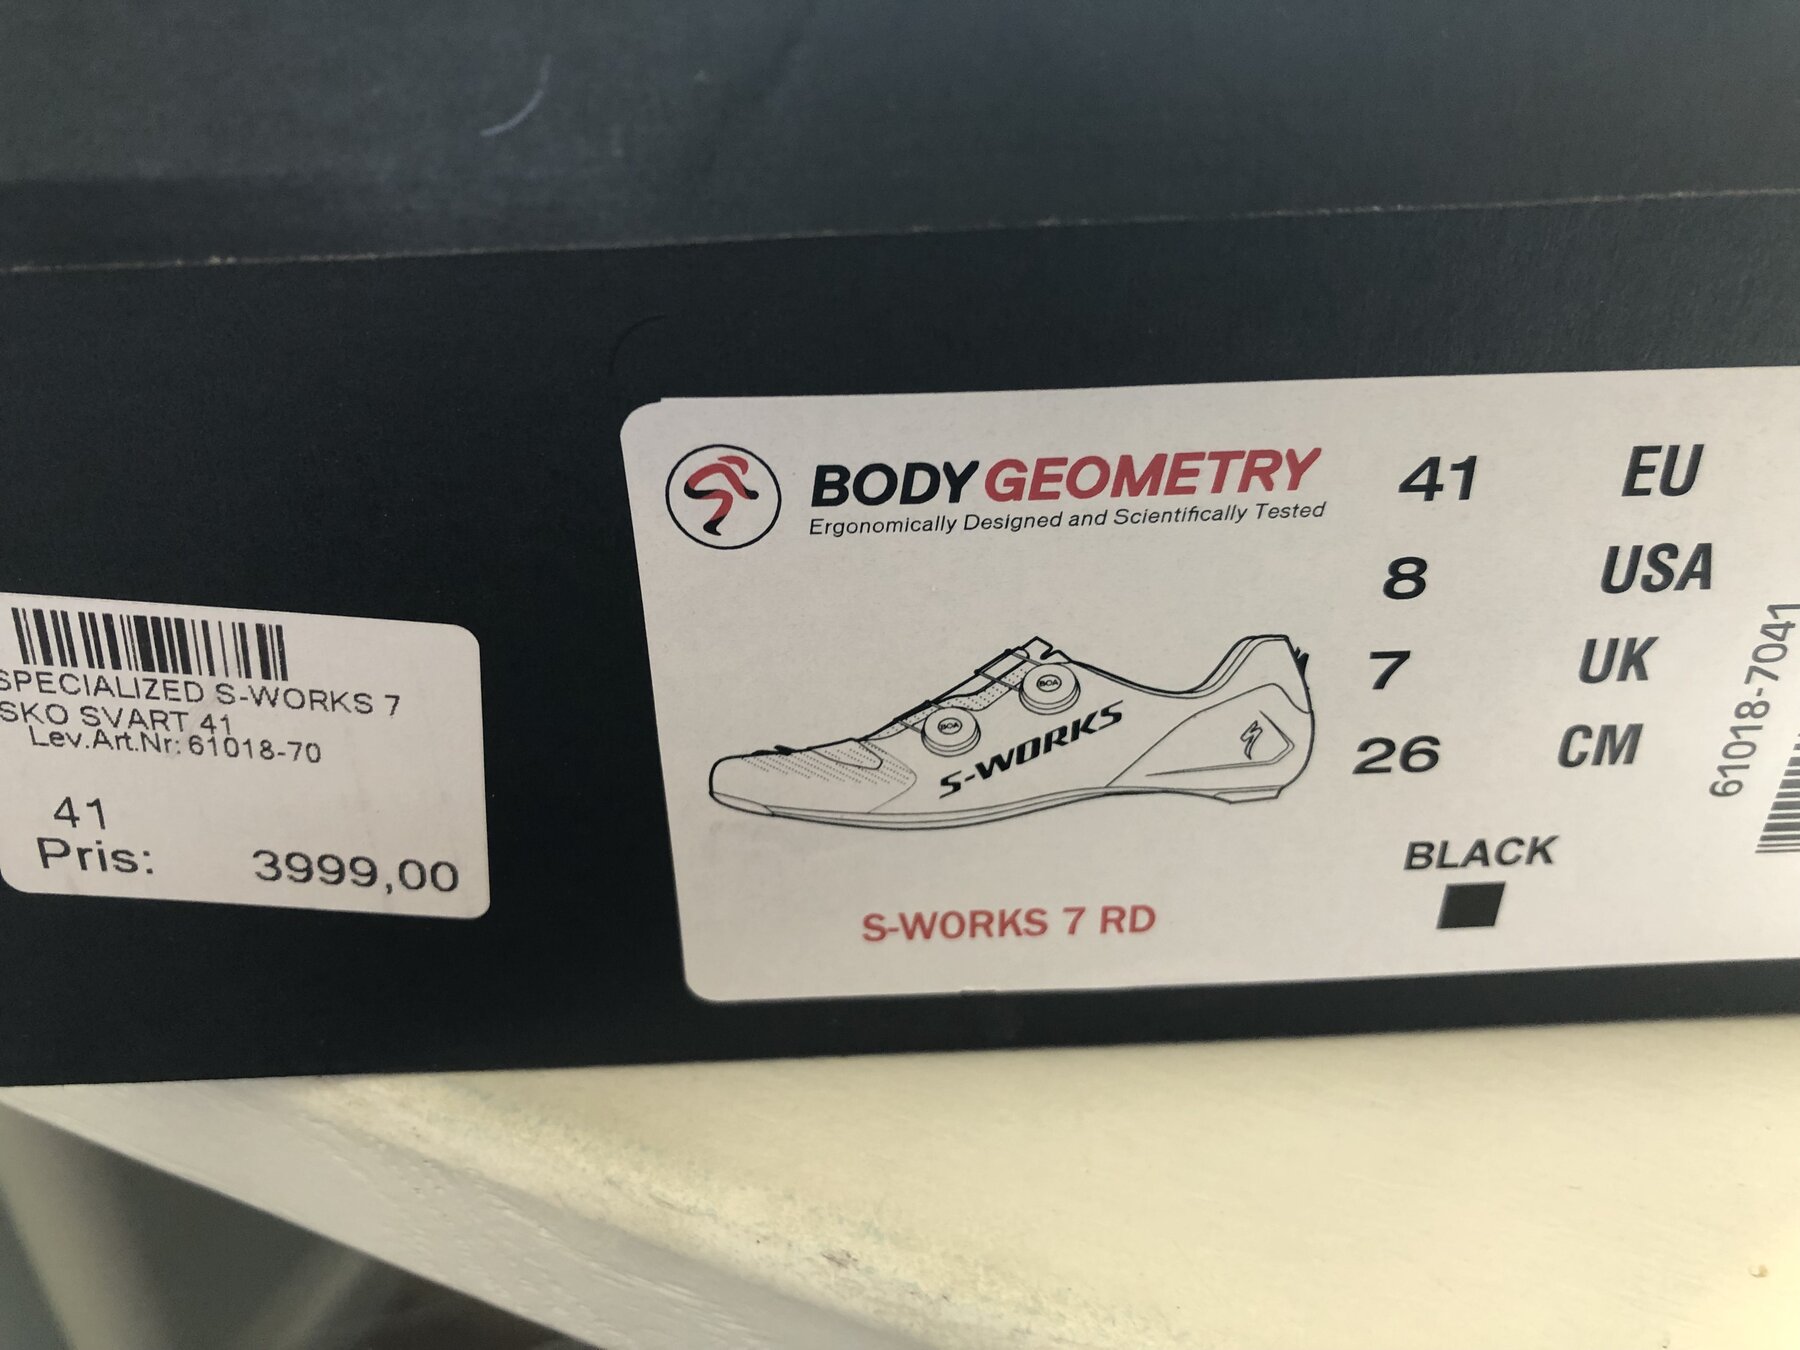 SPECIALIZED S-WORKS 7
SKO SVART 41
Lev.Art.Nr: 61018-70
41
Pris: 3999,00
BODY GEOMETRY
Ergonomically Designed and Scientifically Tested
41 EU
8 USA
7 UK
26 CM
BOA
BOA
S-WORKS
BLACK
S-WORKS 7 RD
61018-7041